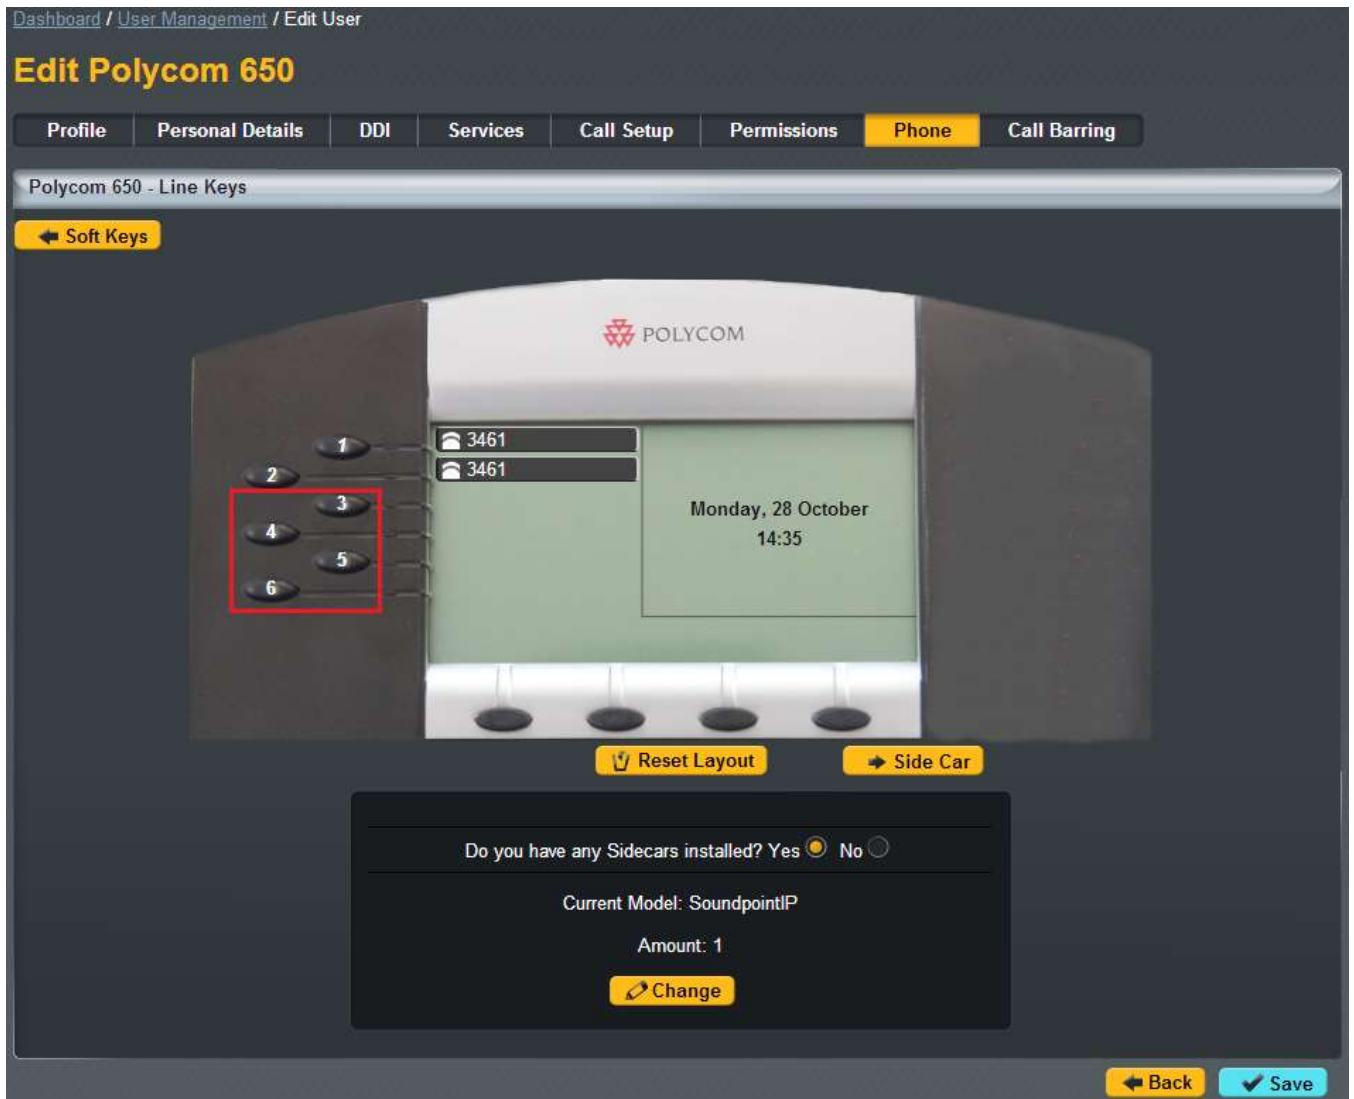 Dashboard / User Management / Edit User
Edit Polycom 650
Profile Personal Details DDI Services Call Setup Permissions Phone Call Barring
Polycom 650 - Line Keys
Soft Keys
POLYCOM
1 3461
2 3461
3
4
5
6
Monday, 28 October
14:35
Reset Layout Side Car
Do you have any Sidecars installed? Yes No
Current Model: SoundpointIP
Amount: 1
Change
Back Save